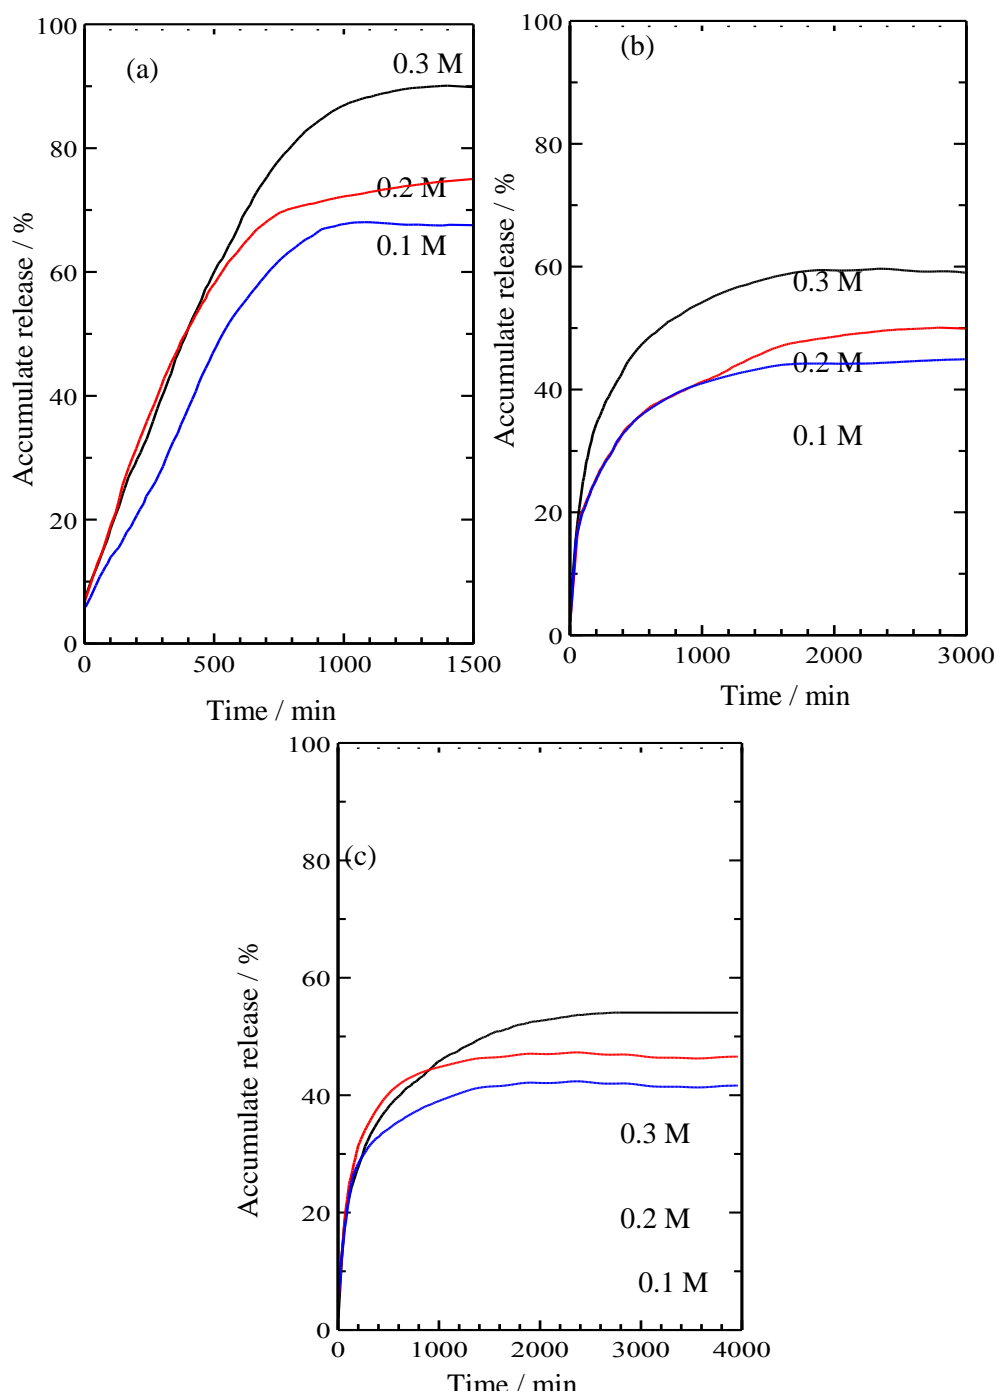 100
80
60
40
20
0
0 500 1000 1500
(a)
0.3 M
0.2 M
0.1 M
Accumulate release / %
Time / min
100
80
60
40
20
0
0 1000 2000 3000
(b)
0.3 M
0.2 M
0.1 M
Accumulate release / %
Time / min
100
80
60
40
20
0
0 1000 2000 3000 4000
(c)
0.3 M
0.2 M
0.1 M
Accumulate release / %
Time / min